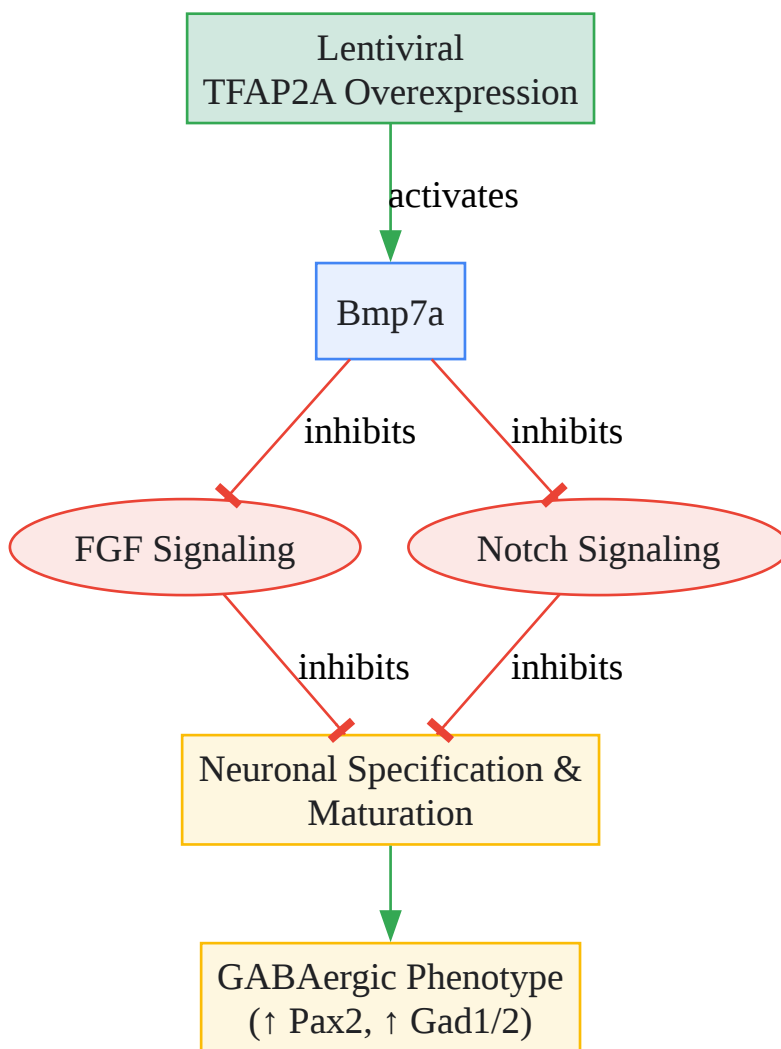 Lentiviral
TFAP2A Overexpression
activates
Bmp7a
inhibits
inhibits
FGF Signaling
Notch Signaling
inhibits
inhibits
Neuronal Specification &
Maturation
GABAergic Phenotype
(↑ Pax2, ↑ Gad1/2)